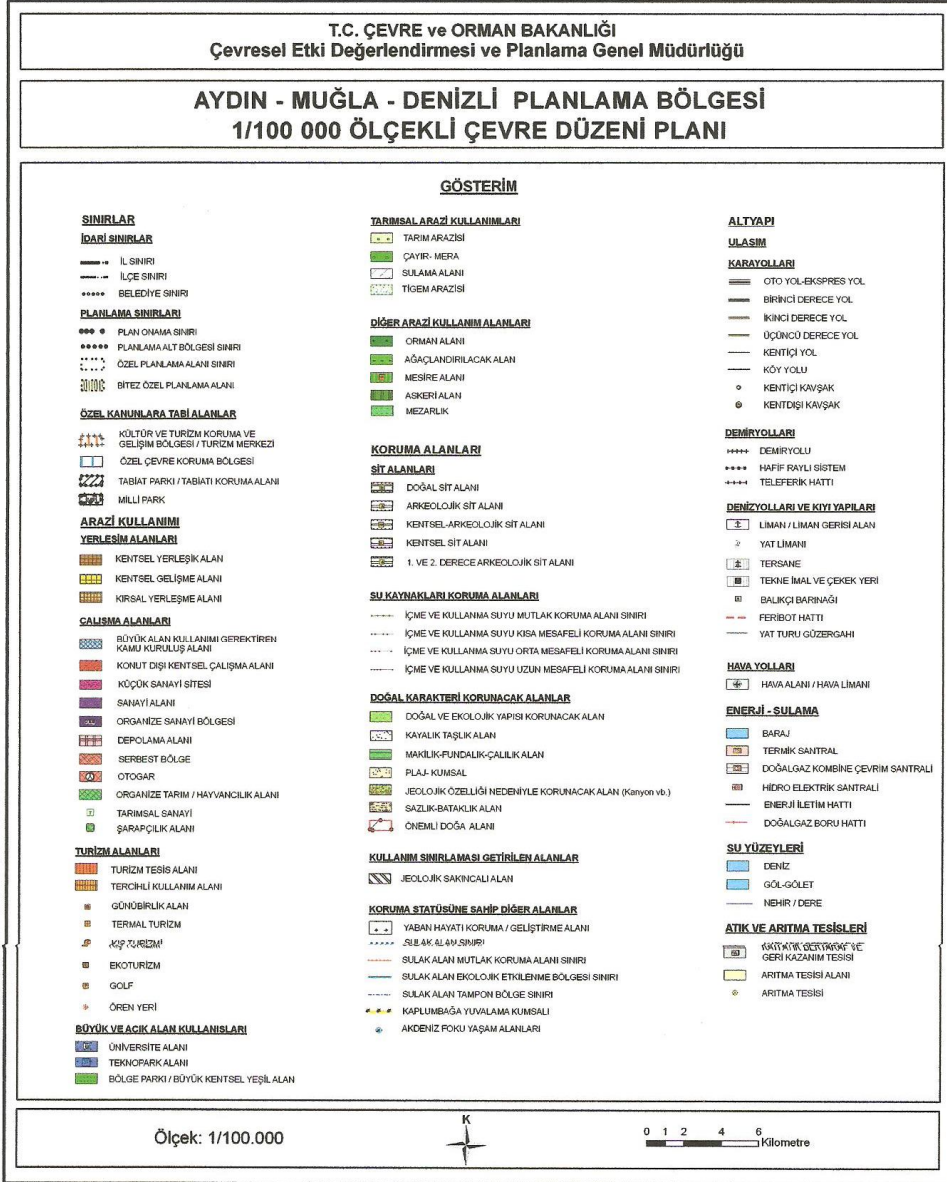 T.C. ÇEVRE ve ORMAN BAKANLIĞI
Çevresel Etki Değerlendirmesi ve Planlama Genel Müdürlüğü
AYDIN - MUĞLA - DENİZLİ PLANLAMA BÖLGESİ
1/100 000 ÖLÇEKLİ ÇEVRE DÜZENİ PLANI
GÖSTERİM
SINIRLAR
İDARİ SINIRLAR
İL SINIRI
İLÇE SINIRI
BELEDİYE SINIRI
PLANLAMA SINIRLARI
PLAN ONAMA SINIRI
PLANLAMA ALT BÖLGESİ SINIRI
ÖZEL PLANLAMA ALANI SINIRI
BİTEZ ÖZEL PLANLAMA ALANI
ÖZEL KANUNLARA TABİ ALANLAR
KÜLTÜR VE TURİZM KORUMA VE
GELİŞİM BÖLGESİ / TURİZM MERKEZİ
ÖZEL ÇEVRE KORUMA BÖLGESİ
TABİAT PARKI / TABİATI KORUMA ALANI
MİLLİ PARK
ARAZİ KULLANIMI
YERLEŞİM ALANLARI
KENTSEL YERLEŞİK ALAN
KENTSEL GELİŞME ALANI
KIRSAL YERLEŞME ALANI
ÇALIŞMA ALANLARI
BÜYÜK ALAN KULLANIMI GEREKTİREN
KAMU KURULUŞ ALANI
KONUT DIŞI KENTSEL ÇALIŞMA ALANI
KÜÇÜK SANAYİ SİTESİ
SANAYİ ALANI
ORGANİZE SANAYİ BÖLGESİ
DEPOLAMA ALANI
SERBEST BÖLGE
OTOGAR
ORGANİZE TARIM / HAYVANCILIK ALANI
TARIMSAL SANAYİ
ŞARAPÇILIK ALANI
TURİZM ALANLARI
TURİZM TESİS ALANI
TERCİHLİ KULLANIM ALANI
GÜNÜBİRLİK ALAN
TERMAL TURİZM
KIŞ TURİZMİ
EKOTURİZM
GOLF
ÖREN YERİ
BÜYÜK VE AÇIK ALAN KULLANIŞLARI
ÜNİVERSİTE ALANI
TEKNOPARK ALANI
BÖLGE PARKI / BÜYÜK KENTSEL YEŞİL ALAN
TARIMSAL ARAZİ KULLANIMLARI
TARIM ARAZİSİ
ÇAYIR- MERA
SULAMA ALANI
TİGEM ARAZİSİ
DİĞER ARAZİ KULLANIM ALANLARI
ORMAN ALANI
AĞAÇLANDIRILACAK ALAN
MESİRE ALANI
ASKERİ ALAN
MEZARLIK
KORUMA ALANLARI
SİT ALANLARI
DOĞAL SİT ALANI
ARKEOLOJİK SİT ALANI
KENTSEL-ARKEOLOJİK SİT ALANI
KENTSEL SİT ALANI
1. VE 2. DERECE ARKEOLOJİK SİT ALANI
SU KAYNAKLARI KORUMA ALANLARI
İÇME VE KULLANMA SUYU MUTLAK KORUMA ALANI SINIRI
İÇME VE KULLANMA SUYU KISA MESAFELİ KORUMA ALANI SINIRI
İÇME VE KULLANMA SUYU ORTA MESAFELİ KORUMA ALANI SINIRI
İÇME VE KULLANMA SUYU UZUN MESAFELİ KORUMA ALANI SINIRI
DOĞAL KARAKTERİ KORUNACAK ALANLAR
DOĞAL VE EKOLOJİK YAPISI KORUNACAK ALAN
KAYALIK TAŞLIK ALAN
MAKİLİK-FUNDALIK-ÇALILIK ALAN
PLAJ- KUMSAL
JEOLOJİK ÖZELLİĞİ NEDENİYLE KORUNACAK ALAN (Kanyon vb.)
SAZLIK-BATAKLIK ALAN
ÖNEMLİ DOĞA ALANI
KULLANIM SINIRLAMASI GETİRİLEN ALANLAR
JEOLOJİK SAKINCALI ALAN
KORUMA STATÜSÜNE SAHİP DİĞER ALANLAR
YABAN HAYATI KORUMA / GELİŞTİRME ALANI
SULAK ALAN SINIRI
SULAK ALAN MUTLAK KORUMA ALANI SINIRI
SULAK ALAN EKOLOJİK ETKİLENME BÖLGESİ SINIRI
SULAK ALAN TAMPON BÖLGE SINIRI
KAPLUMBAĞA YUVALAMA KUMSALI
AKDENİZ FOKU YAŞAM ALANLARI
ALTYAPI
ULAŞIM
KARAYOLLARI
OTO YOL-EKSPRES YOL
BİRİNCİ DERECE YOL
İKİNCİ DERECE YOL
ÜÇÜNCÜ DERECE YOL
KENTİÇİ YOL
KÖY YOLU
KENTİÇİ KAVŞAK
KENTDIŞI KAVŞAK
DEMİRYOLLARI
DEMİRYOLU
HAFİF RAYLI SİSTEM
TELEFERİK HATTI
DENİZYOLLARI VE KIYI YAPILARI
LİMAN / LİMAN GERİSİ ALAN
YAT LİMANI
TERSANE
TEKNE İMAL VE ÇEKEK YERİ
BALIKÇI BARINAĞI
FERİBOT HATTI
YAT TURU GÜZERGAHI
HAVA YOLLARI
HAVA ALANI / HAVA LİMANI
ENERJİ - SULAMA
BARAJ
TERMİK SANTRAL
DOĞALGAZ KOMBİNE ÇEVRİM SANTRALİ
HİDRO ELEKTRİK SANTRALİ
ENERJİ İLETİM HATTI
DOĞALGAZ BORU HATTI
SU YÜZEYLERİ
DENİZ
GÖL-GÖLET
NEHİR / DERE
ATIK VE ARITMA TESİSLERİ
KATI ATIK BERTARAF VE
GERİ KAZANIM TESİSİ
ARITMA TESİSİ ALANI
ARITMA TESİSİ
Ölçek: 1/100.000
K
0 1 2 4 6
Kilometre